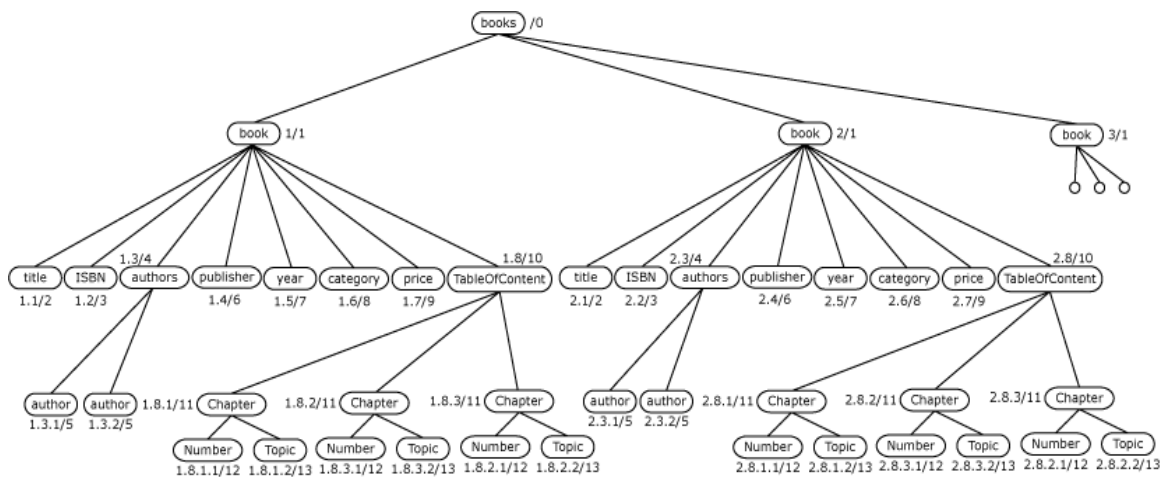 books /0
book 1/1 book 2/1 book 3/1
1.3/4 1.8/10 2.3/4 2.8/10
title ISBN authors publisher year category price TableOfContent title ISBN authors publisher year category price TableOfContent
1.1/2 1.2/3 1.4/6 1.5/7 1.6/8 1.7/9 2.1/2 2.2/3 2.4/6 2.5/7 2.6/8 2.7/9
author author 1.8.1/11 Chapter 1.8.2/11 Chapter 1.8.3/11 Chapter author author 2.8.1/11 Chapter 2.8.2/11 Chapter 2.8.3/11 Chapter
1.3.1/5 1.3.2/5 2.3.1/5 2.3.2/5
Number Topic Number Topic Number Topic Number Topic Number Topic Number Topic
1.8.1.1/12 1.8.1.2/13 1.8.3.1/12 1.8.3.2/13 1.8.2.1/12 1.8.2.2/13 2.8.1.1/12 2.8.1.2/13 2.8.3.1/12 2.8.3.2/13 2.8.2.1/12 2.8.2.2/13